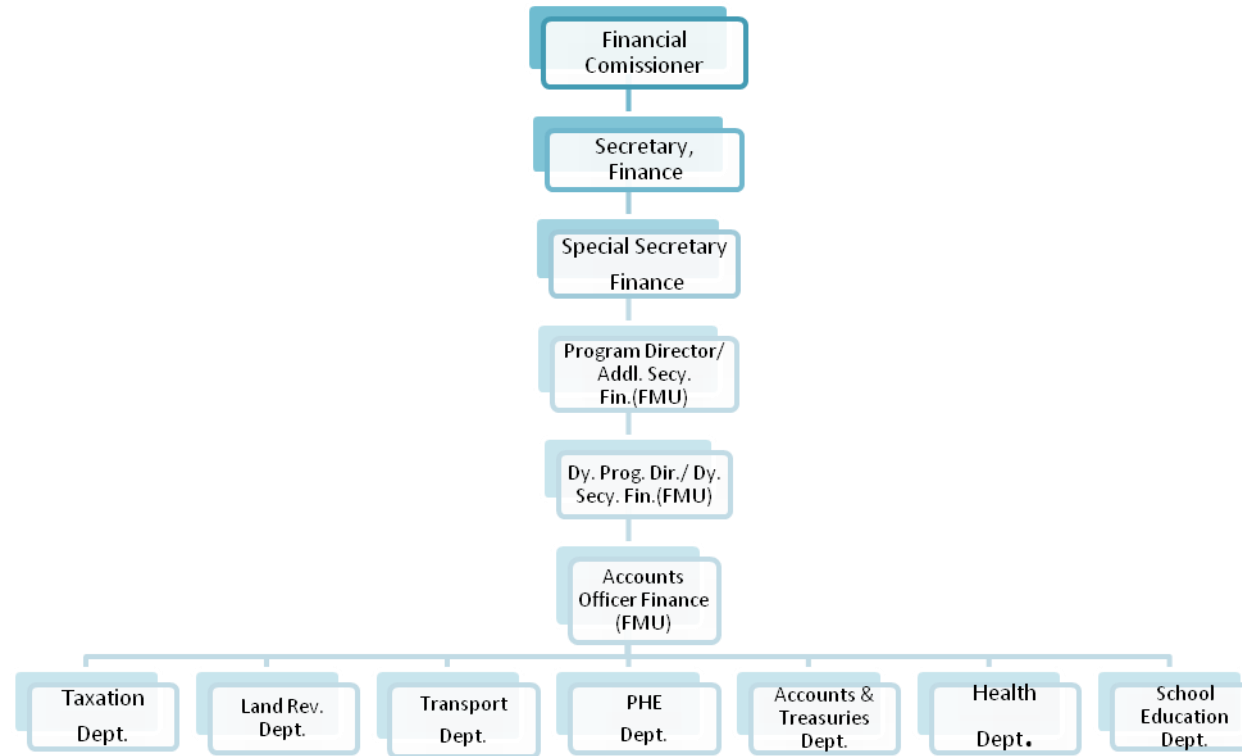 Financial
Comissioner
Secretary,
Finance
Special Secretary
Finance
Program Director/
Addl. Secy.
Fin.(FMU)
Dy. Prog. Dir./ Dy.
Secy. Fin.(FMU)
Accounts
Officer Finance
(FMU)
Taxation
Dept.
Land Rev.
Dept.
Transport
Dept.
PHE
Dept.
Accounts &
Treasuries
Dept.
Health
Dept.
School
Education
Dept.